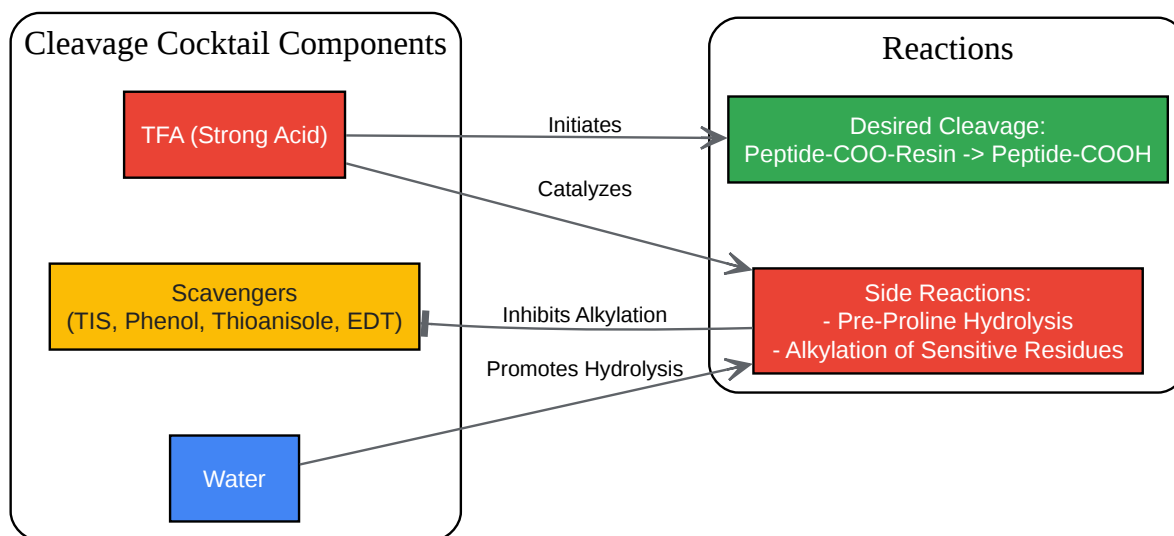 Cleavage Cocktail Components
Reactions
TFA (Strong Acid)
Initiates
Desired Cleavage:
Peptide-COO-Resin -> Peptide-COOH
Catalyzes
Scavengers
(TIS, Phenol, Thioanisole, EDT)
Inhibits Alkylation
Side Reactions:
- Pre-Proline Hydrolysis
- Alkylation of Sensitive Residues
Promotes Hydrolysis
Water